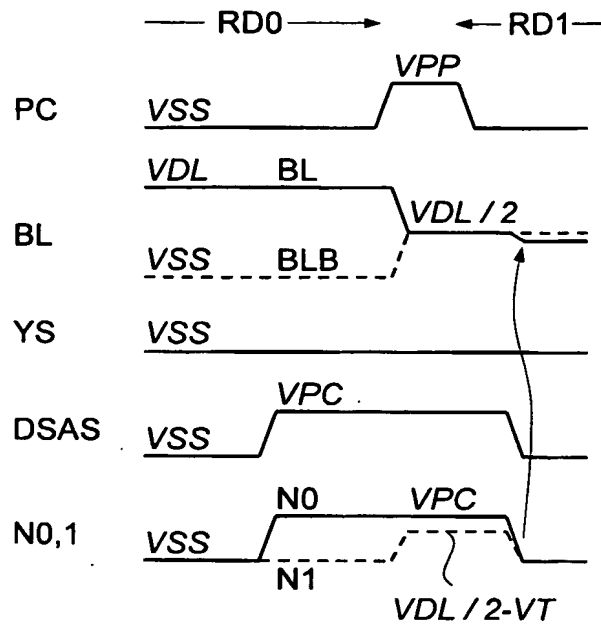 RD0 RD1
VPP
PC VSS
VDL BL
BL VDL / 2
VSS BLB
YS VSS
VPC
DSAS VSS
N0 VPC
N0,1 VSS
N1
VDL / 2-VT